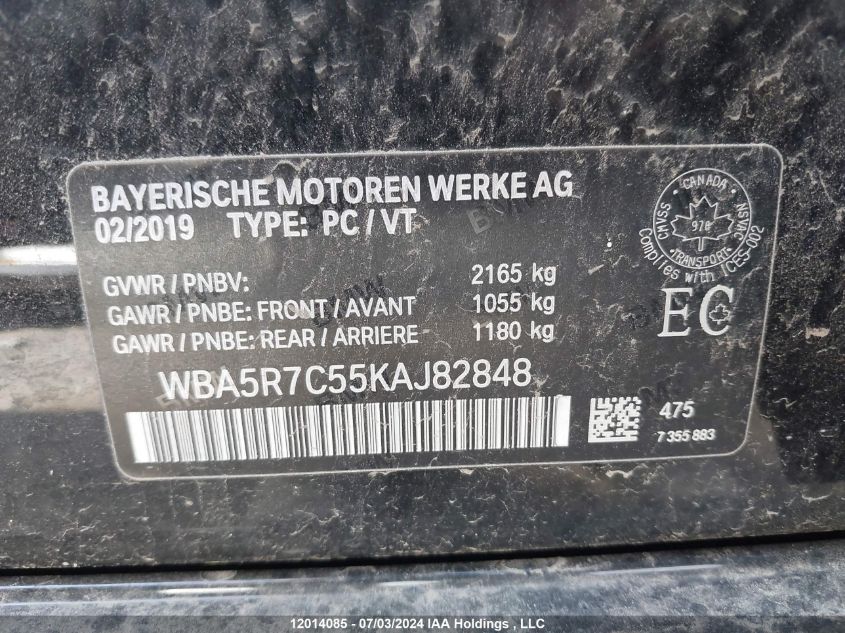 BAYERISCHE MOTOREN WERKE AG
02/2019 TYPE: PC / VT
GVWR / PNBV: 2165 kg
GAWR / PNBE: FRONT / AVANT 1055 kg
GAWR / PNBE: REAR / ARRIERE 1180 kg
WBA5R7C55KAJ82848
CANADA
CMVSS NSVAC
TRANSPORT
Complies with ICES-002
EC
475
7 355 883
12014085 - 07/03/2024 IAA Holdings, LLC